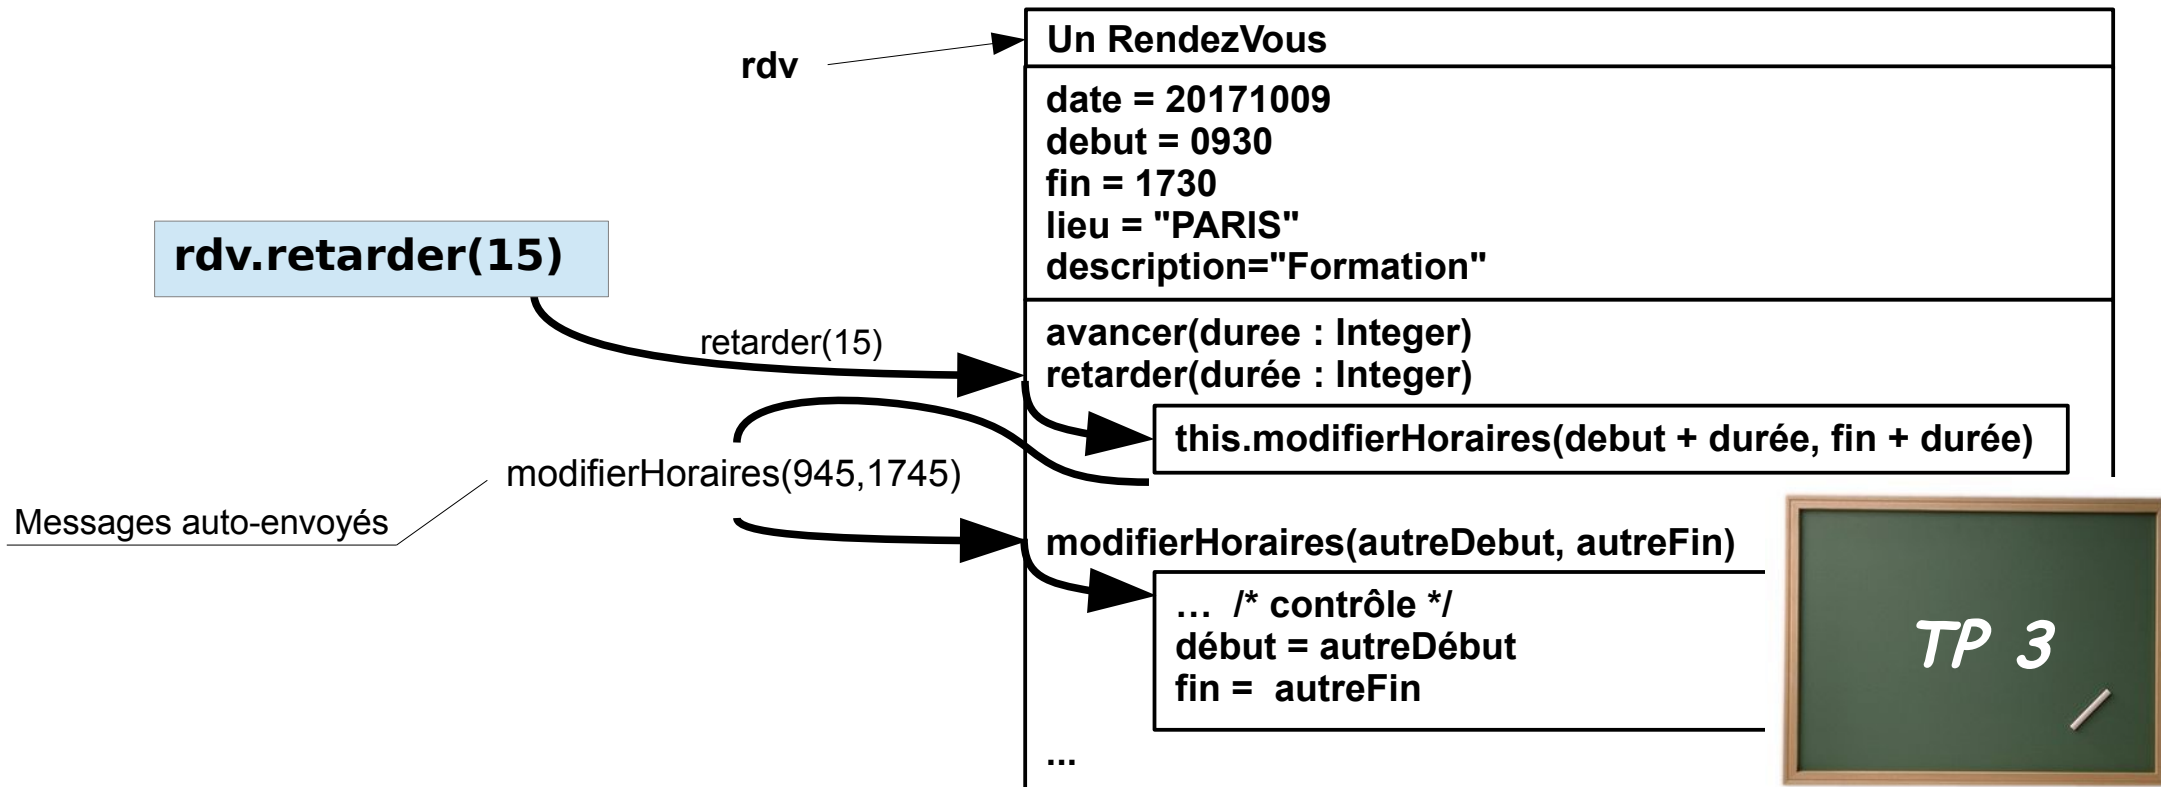 Un RendezVous
rdv
date = 20171009
debut = 0930
fin = 1730
lieu = "PARIS"
description="Formation"
rdv.retarder(15)
retarder(15)
avancer(duree : Integer)
retarder(durée : Integer)
this.modifierHoraires(debut + durée, fin + durée)
modifierHoraires(945,1745)
Messages auto-envoyés
modifierHoraires(autreDebut, autreFin)
… /* contrôle */
début = autreDébut
fin = autreFin
...
TP 3